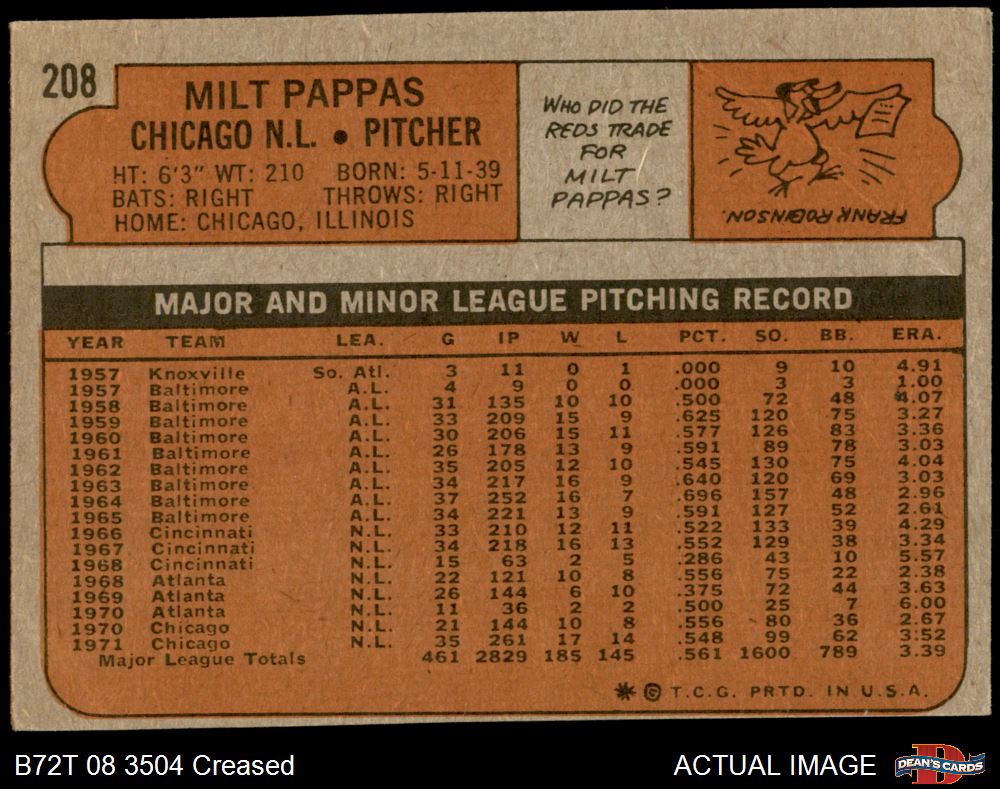 208
MILT PAPPAS
CHICAGO N.L. • PITCHER
HT: 6'3" WT: 210 BORN: 5-11-39
BATS: RIGHT THROWS: RIGHT
HOME: CHICAGO, ILLINOIS
WHO DID THE
REDS TRADE
FOR
MILT
PAPPAS?
FRANK ROBINSON.
MAJOR AND MINOR LEAGUE PITCHING RECORD
YEAR TEAM LEA. G IP W L PCT. SO. BB. ERA.
1957 Knoxville So. Atl. 3 11 0 1 .000 9 10 4.91
1957 Baltimore A.L. 4 9 0 0 .000 3 3 1.00
1958 Baltimore A.L. 31 135 10 10 .500 72 48 4.07
1959 Baltimore A.L. 33 209 15 9 .625 120 75 3.27
1960 Baltimore A.L. 30 206 15 11 .577 126 83 3.36
1961 Baltimore A.L. 26 178 13 9 .591 89 78 3.03
1962 Baltimore A.L. 35 205 12 10 .545 130 75 4.04
1963 Baltimore A.L. 34 217 16 9 .640 120 69 3.03
1964 Baltimore A.L. 37 252 16 7 .696 157 48 2.96
1965 Baltimore A.L. 34 221 13 9 .591 127 52 2.61
1966 Cincinnati N.L. 33 210 12 11 .522 133 39 4.29
1967 Cincinnati N.L. 34 218 16 13 .552 129 38 3.34
1968 Cincinnati N.L. 15 63 2 5 .286 43 10 5.57
1968 Atlanta N.L. 22 121 10 8 .556 75 22 2.38
1969 Atlanta N.L. 26 144 6 10 .375 72 44 3.63
1970 Atlanta N.L. 11 36 2 2 .500 25 7 6.00
1970 Chicago N.L. 21 144 10 8 .556 80 36 2.67
1971 Chicago N.L. 35 261 17 14 .548 99 62 3:52
Major League Totals 461 2829 185 145 .561 1600 789 3.39
✷ © T.C.G. PRTD. IN U.S.A.
B72T 08 3504 Creased
ACTUAL IMAGE
D
DEAN'S CARDS